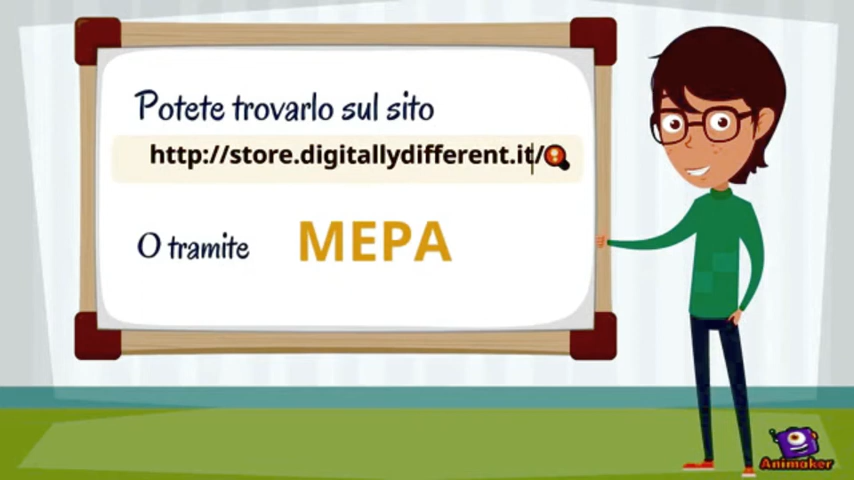 Potete trovarlo sul sito
http://store.digitallydifferent.it/
O tramite MEPA
Animaker